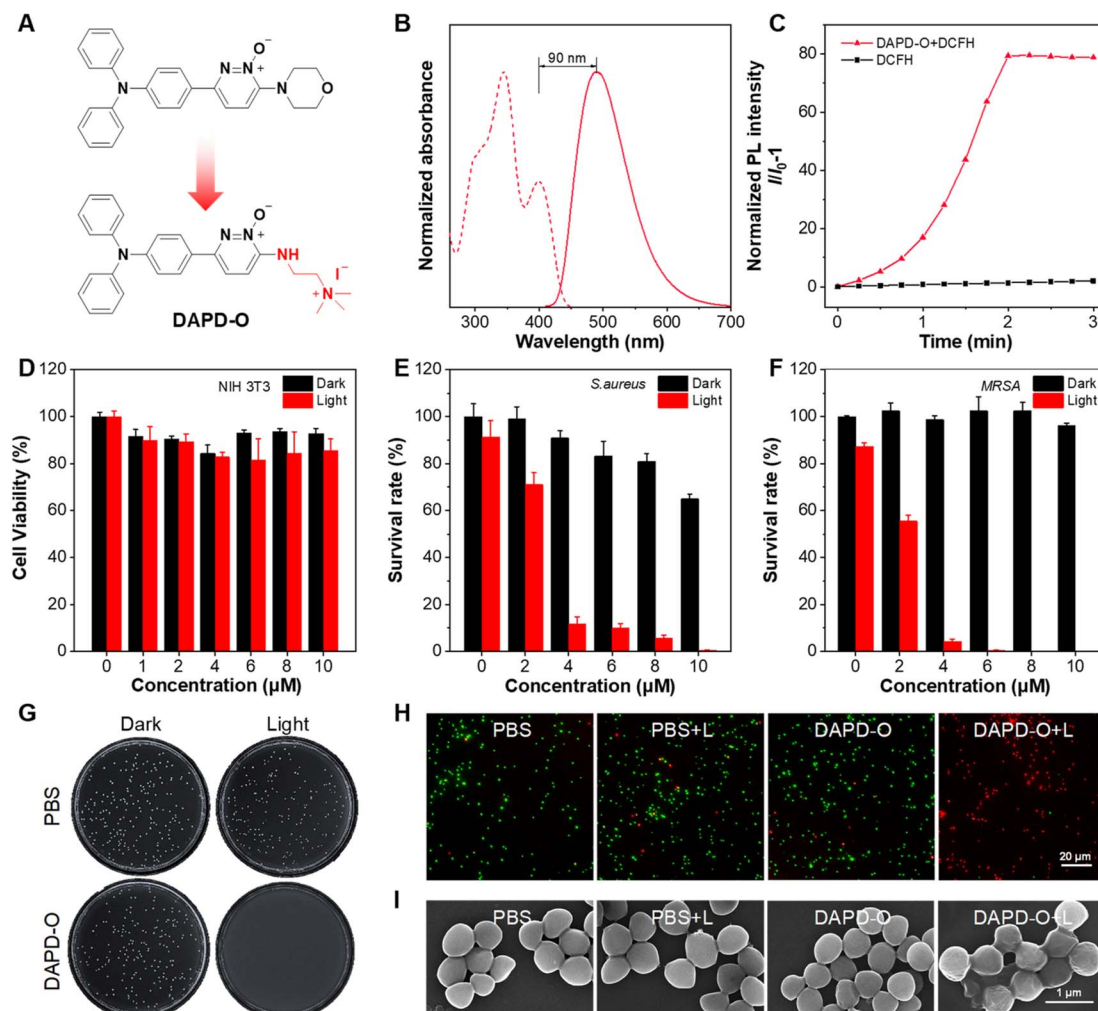 A
O⁻
N–N
+
N
N
O
O⁻
N–N
+
N
NH
I⁻
N
+
DAPD-O
B
90 nm
Normalized absorbance
300 400 500 600 700
Wavelength (nm)
C
DAPD-O+DCFH
DCFH
Normalized PL intensity
I/I₀-1
80
60
40
20
0
0 1 2 3
Time (min)
D
NIH 3T3
Dark
Light
Cell Viability (%)
120
100
80
60
40
20
0
0 1 2 4 6 8 10
Concentration (μM)
E
S.aureus
Dark
Light
Survival rate (%)
120
100
80
60
40
20
0
0 2 4 6 8 10
Concentration (μM)
F
MRSA
Dark
Light
Survival rate (%)
120
100
80
60
40
20
0
0 2 4 6 8 10
Concentration (μM)
G
Dark Light
PBS
DAPD-O
H
PBS PBS+L DAPD-O DAPD-O+L
20 μm
I
PBS PBS+L DAPD-O DAPD-O+L
1 μm